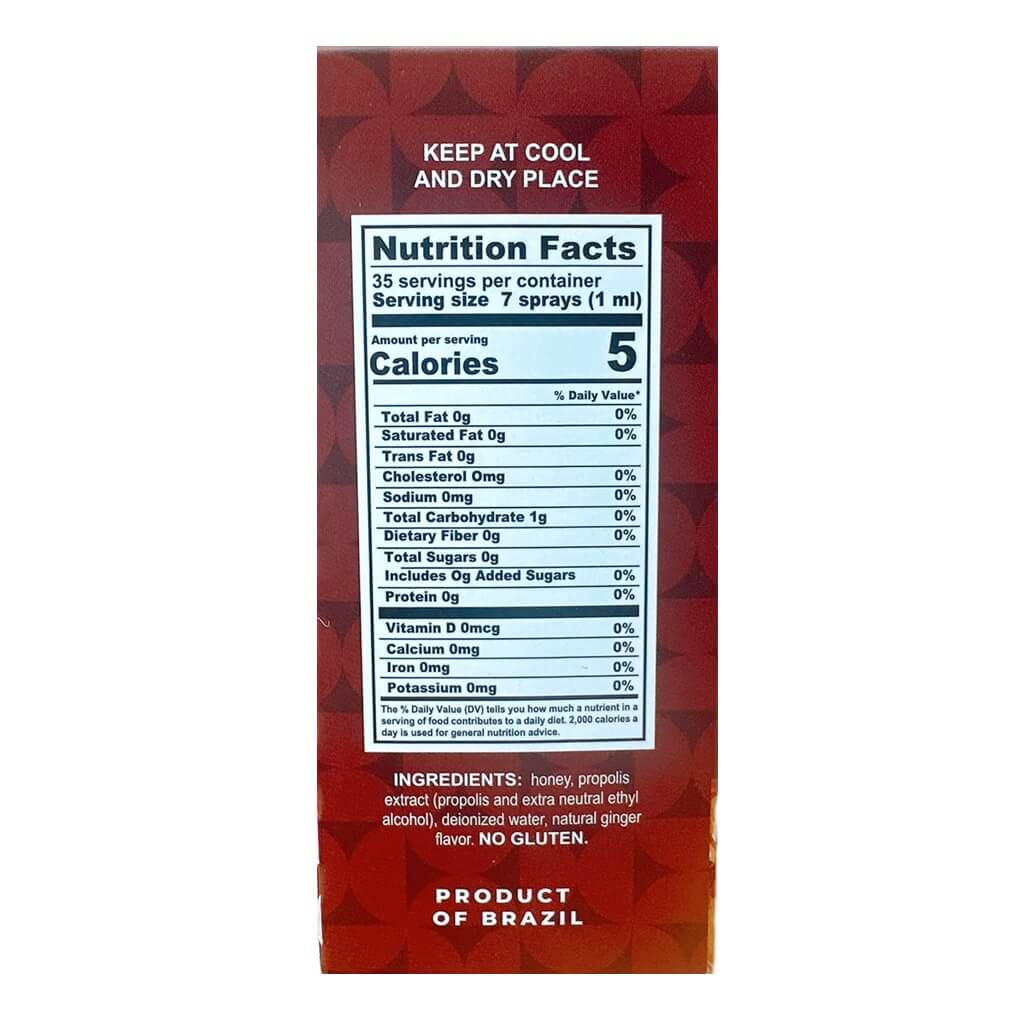 KEEP AT COOL
AND DRY PLACE
Nutrition Facts
35 servings per container
Serving size 7 sprays (1 ml)
Amount per serving
Calories 5
% Daily Value*
Total Fat 0g 0%
Saturated Fat 0g 0%
Trans Fat 0g
Cholesterol 0mg 0%
Sodium 0mg 0%
Total Carbohydrate 1g 0%
Dietary Fiber 0g 0%
Total Sugars 0g
Includes 0g Added Sugars 0%
Protein 0g 0%
Vitamin D 0mcg 0%
Calcium 0mg 0%
Iron 0mg 0%
Potassium 0mg 0%
The % Daily Value (DV) tells you how much a nutrient in a
serving of food contributes to a daily diet. 2,000 calories a
day is used for general nutrition advice.
INGREDIENTS: honey, propolis
extract (propolis and extra neutral ethyl
alcohol), deionized water, natural ginger
flavor. NO GLUTEN.
PRODUCT
OF BRAZIL